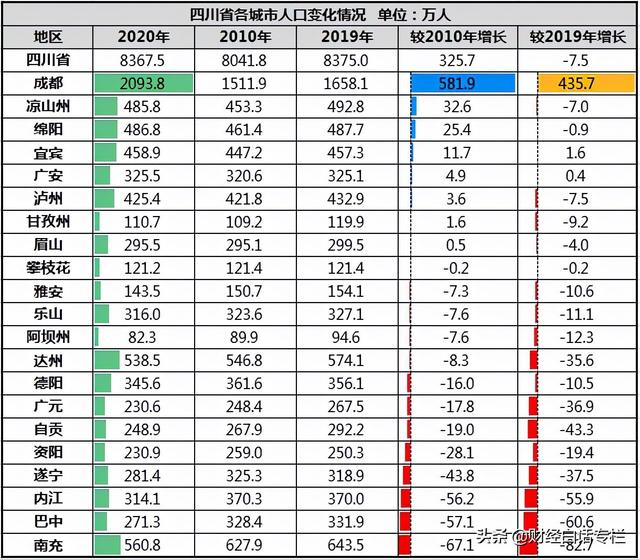 四川省各城市人口变化情况 单位：万人
地区 2020年 2010年 2019年 较2010年增长 较2019年增长
四川省 8367.5 8041.8 8375.0 325.7 -7.5
成都 2093.8 1511.9 1658.1 581.9 435.7
凉山州 485.8 453.3 492.8 32.6 -7.0
绵阳 486.8 461.4 487.7 25.4 -0.9
宜宾 458.9 447.2 457.3 11.7 1.6
广安 325.5 320.6 325.1 4.9 0.4
泸州 425.4 421.8 432.9 3.6 -7.5
甘孜州 110.7 109.2 119.9 1.6 -9.2
眉山 295.5 295.1 299.5 0.5 -4.0
攀枝花 121.2 121.4 121.4 -0.2 -0.2
雅安 143.5 150.7 154.1 -7.3 -10.6
乐山 316.0 323.6 327.1 -7.6 -11.1
阿坝州 82.3 89.9 94.6 -7.6 -12.3
达州 538.5 546.8 574.1 -8.3 -35.6
德阳 345.6 361.6 356.1 -16.0 -10.5
广元 230.6 248.4 267.5 -17.8 -36.9
自贡 248.9 267.9 292.2 -19.0 -43.3
资阳 230.9 259.0 250.3 -28.1 -19.4
遂宁 281.4 325.3 318.9 -43.8 -37.5
内江 314.1 370.3 370.0 -56.2 -55.9
巴中 271.3 328.4 331.9 -57.1 -60.6
南充 560.8 627.9 643.5 -67.1 -82.7
头条@财经白话专栏